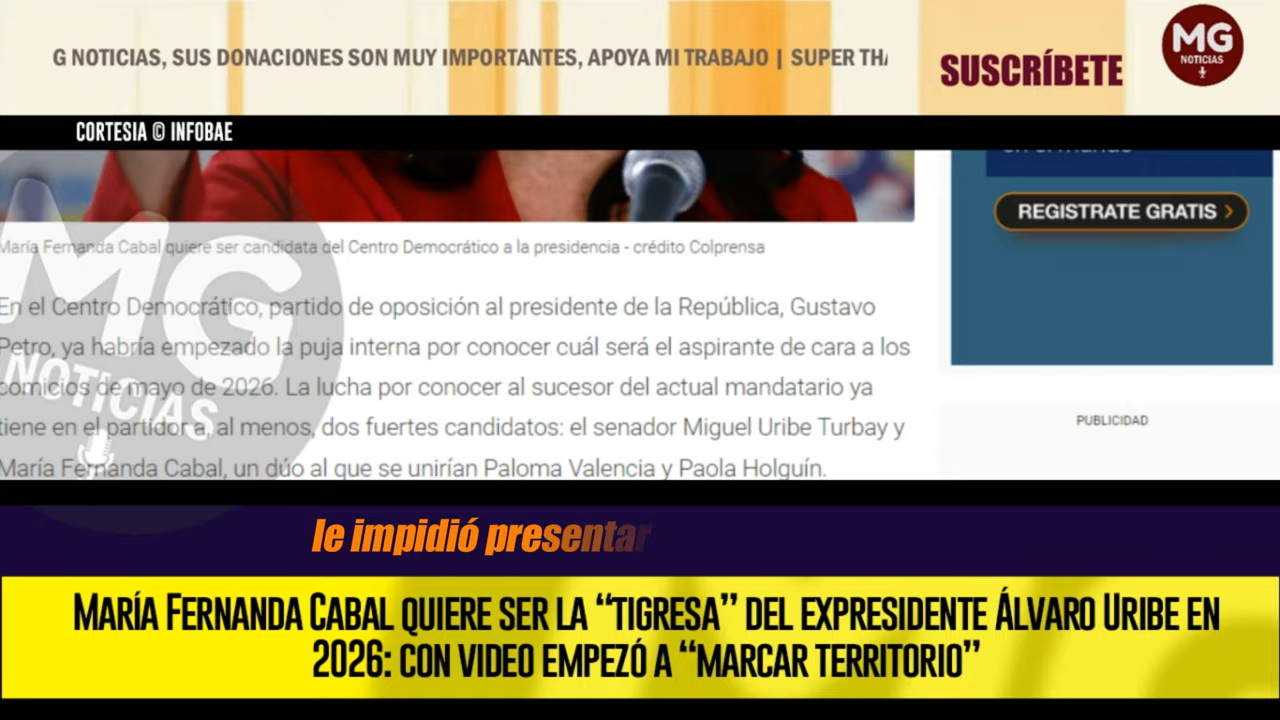 G NOTICIAS, SUS DONACIONES SON MUY IMPORTANTES, APOYA MI TRABAJO | SUPER THA
SUSCRÍBETE
MG
NOTICIAS
CORTESIA © INFOBAE
REGISTRATE GRATIS >
María Fernanda Cabal quiere ser candidata del Centro Democrático a la presidencia - crédito Colprensa
En el Centro Democrático, partido de oposición al presidente de la República, Gustavo
Petro, ya habría empezado la puja interna por conocer cuál será el aspirante de cara a los
comicios de mayo de 2026. La lucha por conocer al sucesor del actual mandatario ya
tiene en el partidor a, al menos, dos fuertes candidatos: el senador Miguel Uribe Turbay y
María Fernanda Cabal, un dúo al que se unirían Paloma Valencia y Paola Holguín.
PUBLICIDAD
MG
NOTICIAS
le impidió presentar
MARÍA FERNANDA CABAL QUIERE SER LA “TIGRESA” DEL EXPRESIDENTE ÁLVARO URIBE EN
2026: CON VIDEO EMPEZÓ A “MARCAR TERRITORIO”